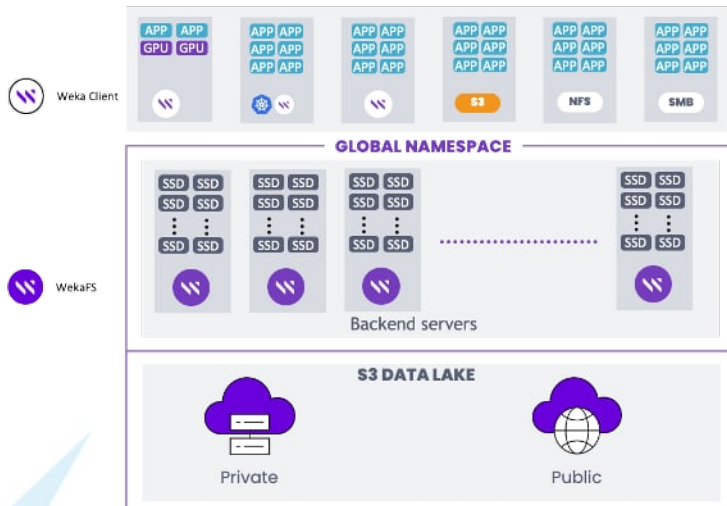 APP APP APP APP APP APP APP APP APP APP APP APP
GPU GPU APP APP APP APP APP APP APP APP APP APP
APP APP APP APP APP APP APP APP APP APP
Weka Client
S3 NFS SMB
GLOBAL NAMESPACE
SSD SSD SSD SSD SSD SSD SSD SSD
SSD SSD SSD SSD SSD SSD SSD SSD
SSD SSD SSD SSD SSD SSD SSD SSD
WekaFS
Backend servers
S3 DATA LAKE
Private Public